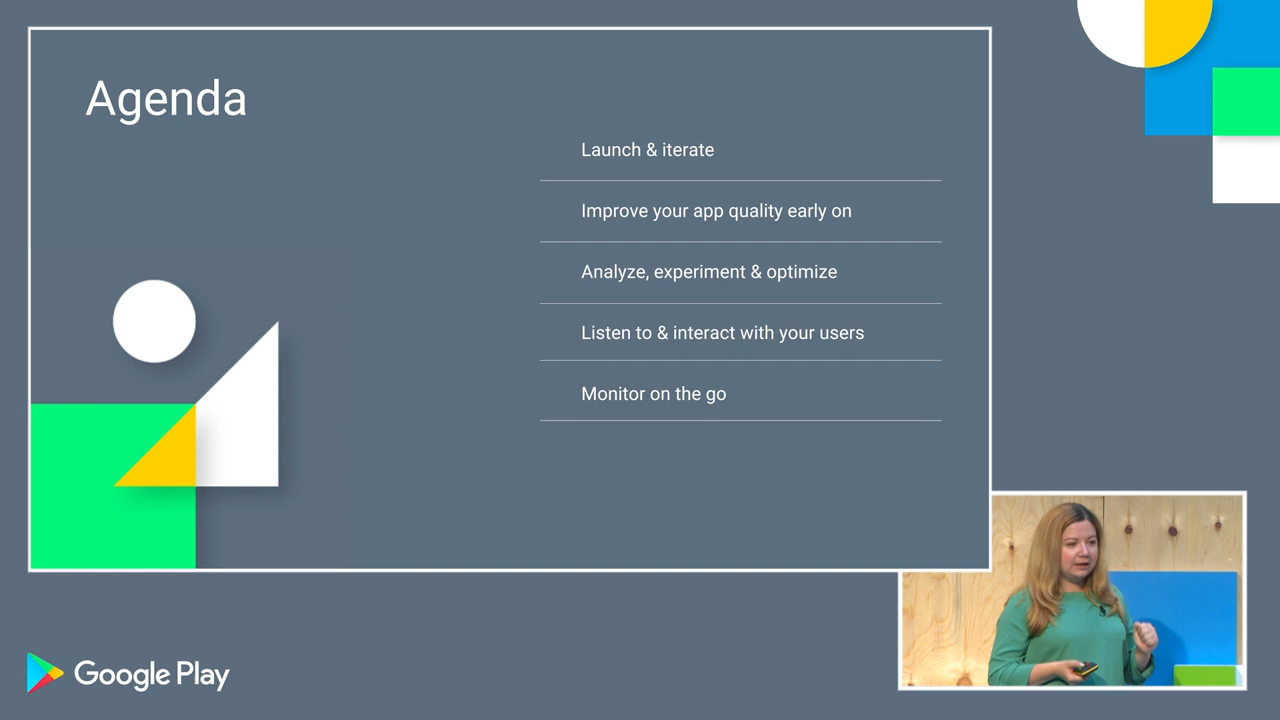 Agenda
Launch & iterate
Improve your app quality early on
Analyze, experiment & optimize
Listen to & interact with your users
Monitor on the go
Google Play